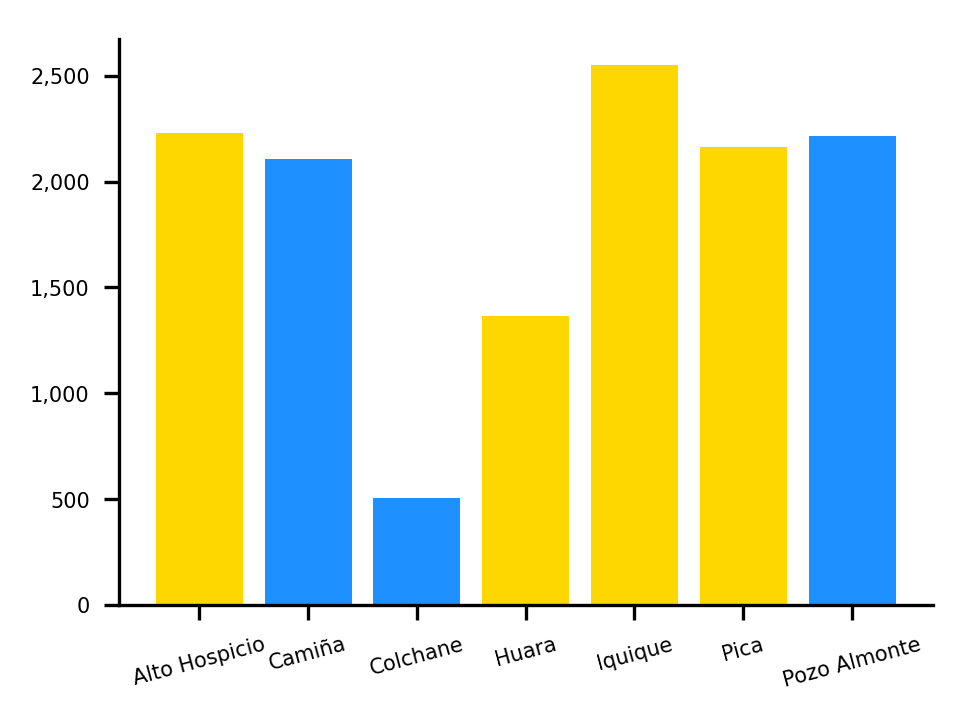 2,500
2,000
1,500
1,000
500
0
Alto Hospicio
Camiña
Colchane
Huara
Iquique
Pica
Pozo Almonte